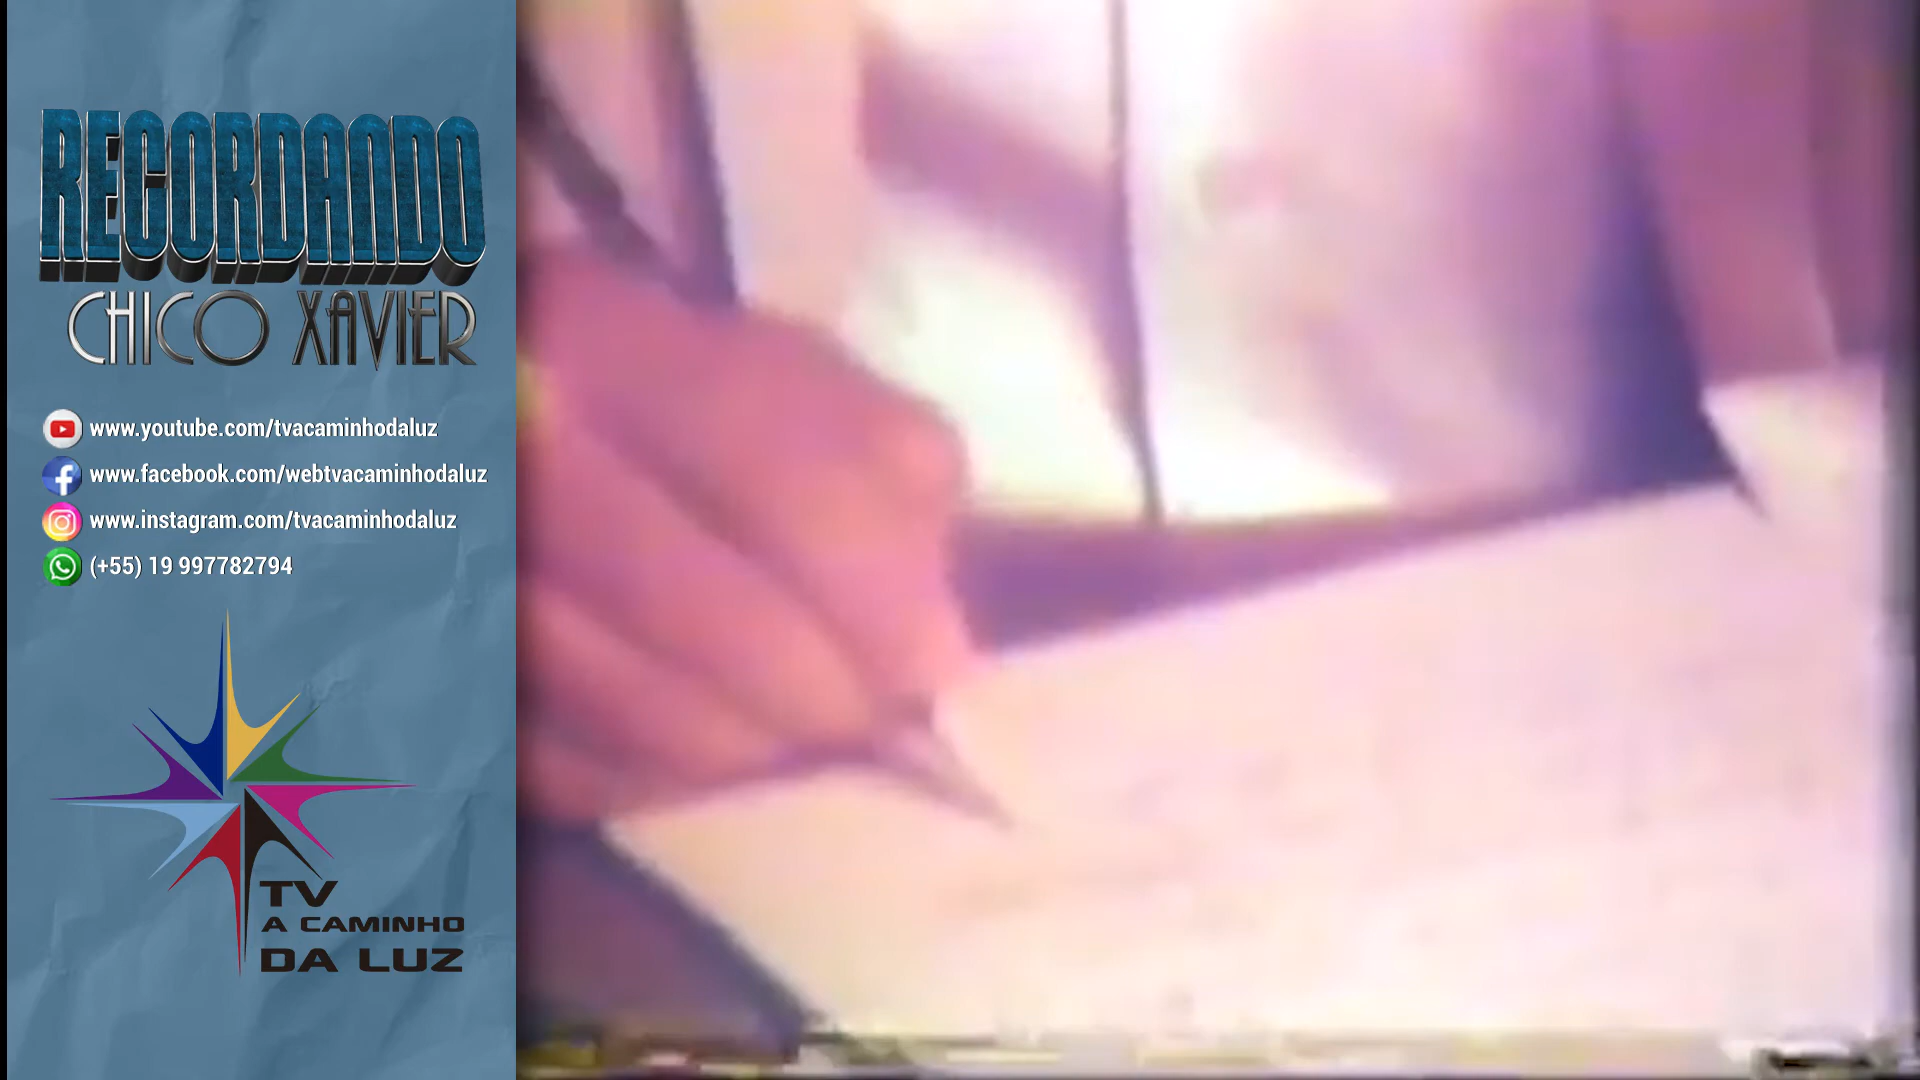 RECORDANDO
CHICO XAVIER
www.youtube.com/tvacaminhodaluz
www.facebook.com/webtvacaminhodaluz
www.instagram.com/tvacaminhodaluz
(+55) 19 997782794
TV
A CAMINHO
DA LUZ